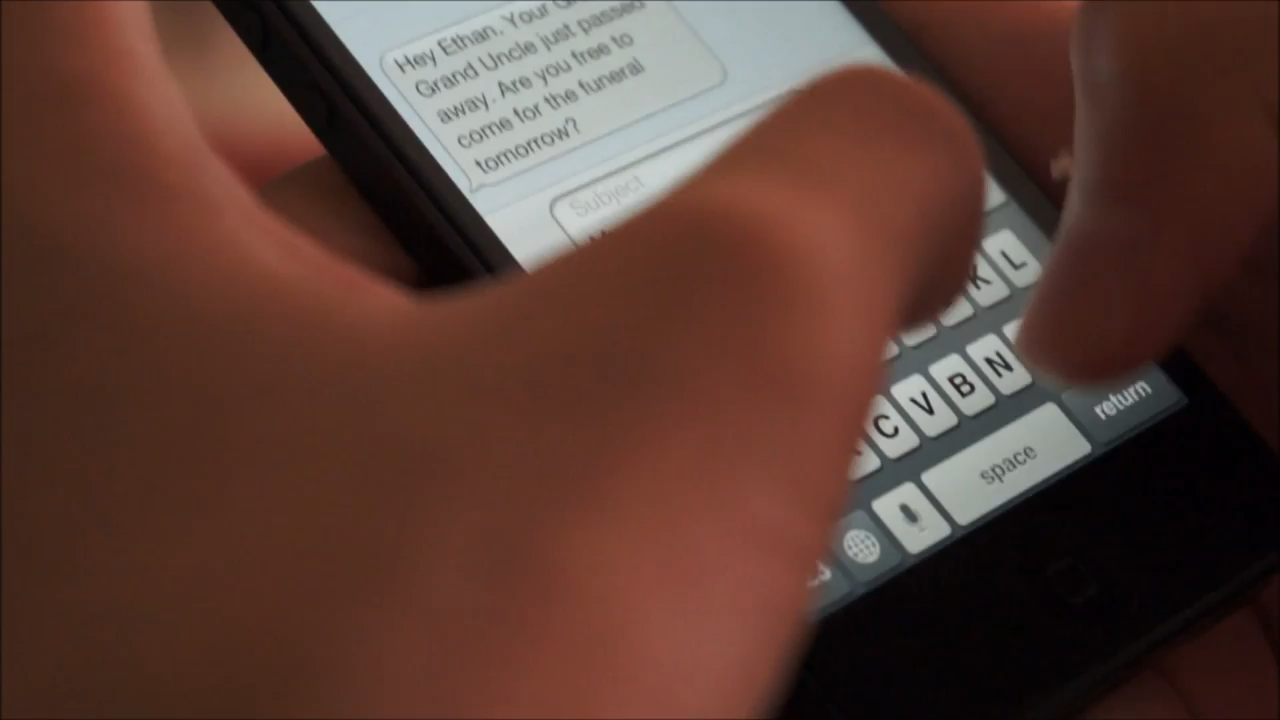 Hey Ethan, Your
Grand Uncle just passed
away. Are you free to
come for the funeral
tomorrow?
Subject
K L
C V B N
return
space